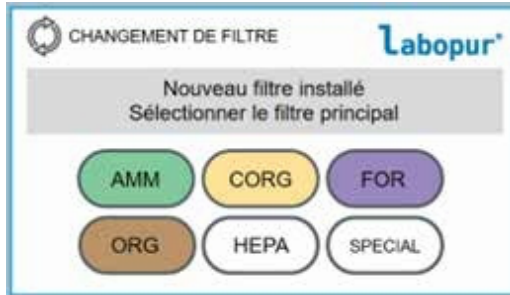 CHANGEMENT DE FILTRE
Labopur
Nouveau filtre installé
Sélectionner le filtre principal
AMM CORG FOR
ORG HEPA SPECIAL